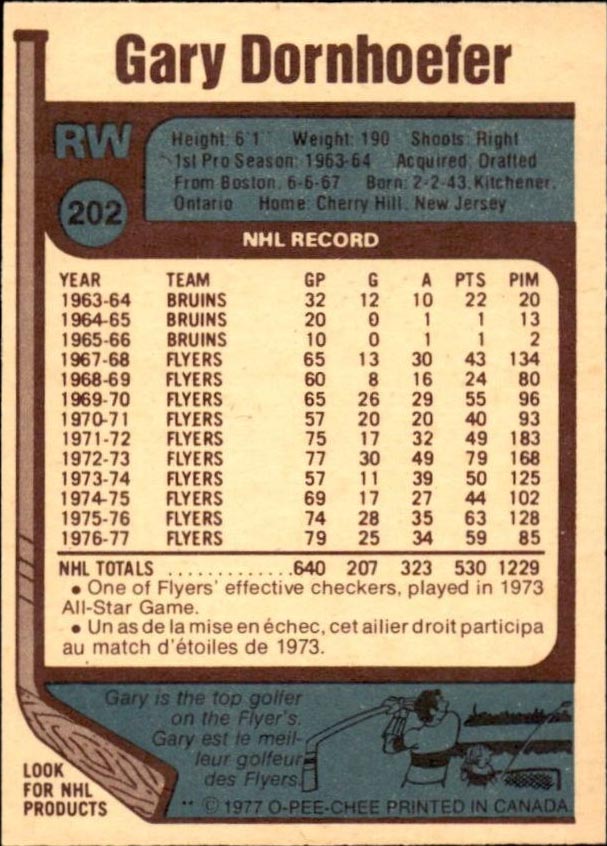 Gary Dornhoefer
RW
202
Height: 6'1" Weight: 190 Shoots: Right
1st Pro Season: 1963-64 Acquired: Drafted
From Boston, 6-6-67 Born: 2-2-43, Kitchener,
Ontario Home: Cherry Hill, New Jersey
NHL RECORD
YEAR TEAM GP G A PTS PIM
1963-64 BRUINS 32 12 10 22 20
1964-65 BRUINS 20 0 1 1 13
1965-66 BRUINS 10 0 1 1 2
1967-68 FLYERS 65 13 30 43 134
1968-69 FLYERS 60 8 16 24 80
1969-70 FLYERS 65 26 29 55 96
1970-71 FLYERS 57 20 20 40 93
1971-72 FLYERS 75 17 32 49 183
1972-73 FLYERS 77 30 49 79 168
1973-74 FLYERS 57 11 39 50 125
1974-75 FLYERS 69 17 27 44 102
1975-76 FLYERS 74 28 35 63 128
1976-77 FLYERS 79 25 34 59 85
NHL TOTALS ............. 640 207 323 530 1229
• One of Flyers' effective checkers, played in 1973
All-Star Game.
• Un as de la mise en échec, cet ailier droit participa
au match d'étoiles de 1973.
Gary is the top golfer
on the Flyer's.
Gary est le meil-
leur golfeur
des Flyers.
LOOK
FOR NHL
PRODUCTS
** © 1977 O-PEE-CHEE PRINTED IN CANADA